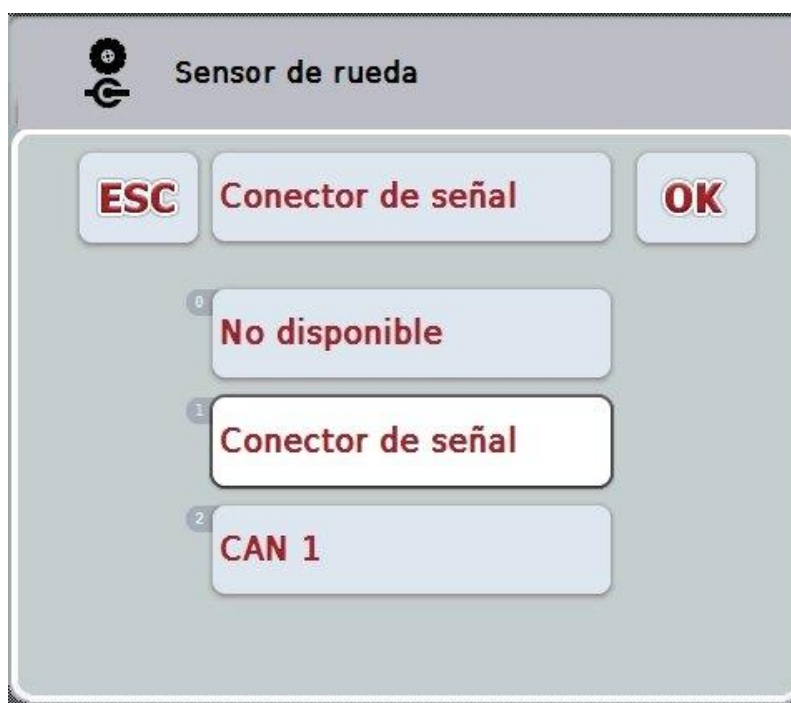 Sensor de rueda
ESC Conector de señal OK
0
No disponible
1
Conector de señal
2
CAN 1